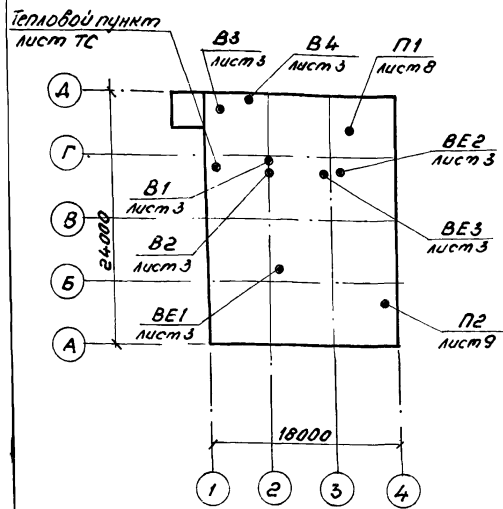 Тепловой пункт
лист ТС
В3
лист 3
В4
лист 3
П1
лист 8
Д
Г
ВЕ2
лист 3
В1
лист 3
В
24000
В2
лист 3
ВЕ3
лист 3
Б
ВЕ1
лист 3
П2
лист 9
А
18000
1
2
3
4